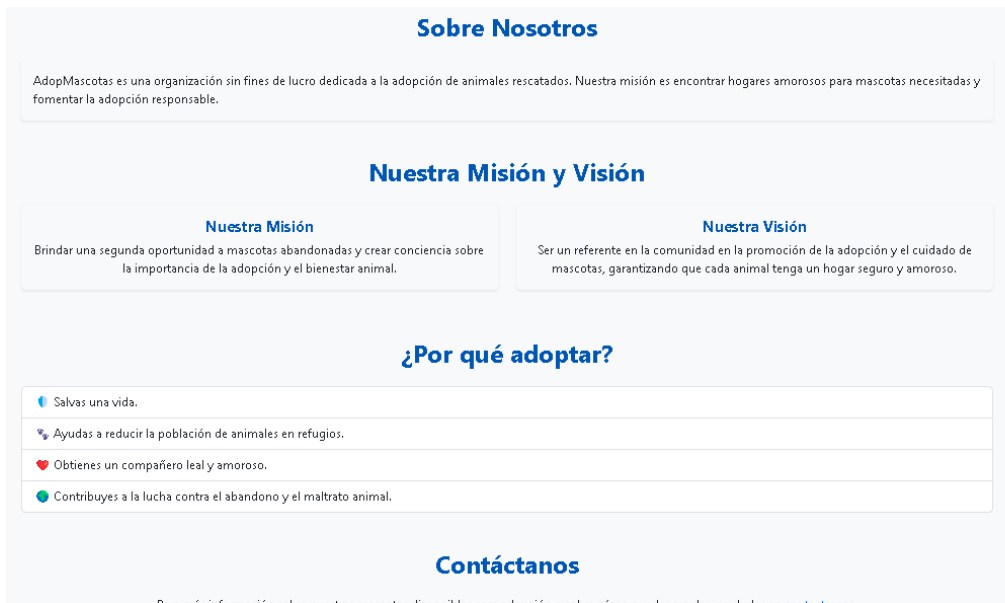 Sobre Nosotros
AdopMascotas es una organización sin fines de lucro dedicada a la adopción de animales rescatados. Nuestra misión es encontrar hogares amorosos para mascotas necesitadas y
fomentar la adopción responsable.
Nuestra Misión y Visión
Nuestra Misión
Brindar una segunda oportunidad a mascotas abandonadas y crear conciencia sobre
la importancia de la adopción y el bienestar animal.
Nuestra Visión
Ser un referente en la comunidad en la promoción de la adopción y el cuidado de
mascotas, garantizando que cada animal tenga un hogar seguro y amoroso.
¿Por qué adoptar?
Salvas una vida.
Ayudas a reducir la población de animales en refugios.
Obtienes un compañero leal y amoroso.
Contribuyes a la lucha contra el abandono y el maltrato animal.
Contáctanos